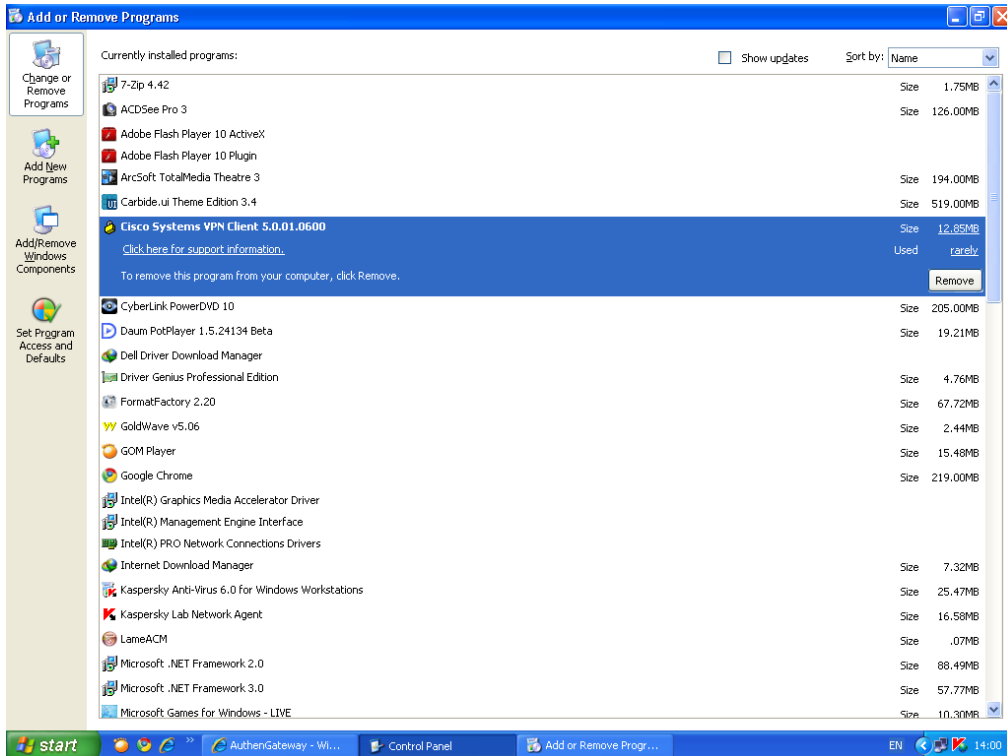 Add or Remove Programs
Change or Remove Programs
Add New Programs
Add/Remove Windows Components
Set Program Access and Defaults
Currently installed programs:
Show updates
Sort by: Name
7-Zip 4.42 Size 1.75MB
ACDSee Pro 3 Size 126.00MB
Adobe Flash Player 10 ActiveX
Adobe Flash Player 10 Plugin
ArcSoft TotalMedia Theatre 3 Size 194.00MB
Carbide.ui Theme Edition 3.4 Size 519.00MB
Cisco Systems VPN Client 5.0.01.0600 Size 12.85MB
Click here for support information. Used rarely
To remove this program from your computer, click Remove. Remove
CyberLink PowerDVD 10 Size 205.00MB
Daum PotPlayer 1.5.24134 Beta Size 19.21MB
Dell Driver Download Manager
Driver Genius Professional Edition Size 4.76MB
FormatFactory 2.20 Size 67.72MB
GoldWave v5.06 Size 2.44MB
GOM Player Size 15.48MB
Google Chrome Size 219.00MB
Intel(R) Graphics Media Accelerator Driver
Intel(R) Management Engine Interface
Intel(R) PRO Network Connections Drivers
Internet Download Manager Size 7.32MB
Kaspersky Anti-Virus 6.0 for Windows Workstations Size 25.47MB
Kaspersky Lab Network Agent Size 16.58MB
LameACM Size .07MB
Microsoft .NET Framework 2.0 Size 88.49MB
Microsoft .NET Framework 3.0 Size 57.77MB
Microsoft Games for Windows - LIVE Size 10.30MB
start
AuthenGateway - Wi...
Control Panel
Add or Remove Progr...
EN
14:00